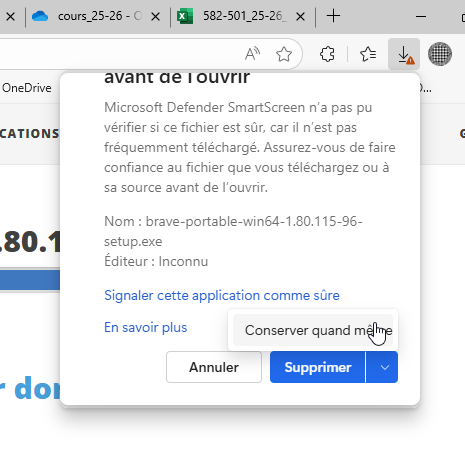 cours_25-26 - O
582-501_25-26_
OneDrive
CATIONS
avant de l'ouvrir
Microsoft Defender SmartScreen n'a pas pu
vérifier si ce fichier est sûr, car il n'est pas
fréquemment téléchargé. Assurez-vous de faire
confiance au fichier que vous téléchargez ou à
sa source avant de l'ouvrir.
.80.1
Nom : brave-portable-win64-1.80.115-96-
setup.exe
Éditeur : Inconnu
Signaler cette application comme sûre
En savoir plus
Conserver quand même
Annuler
Supprimer
r dor